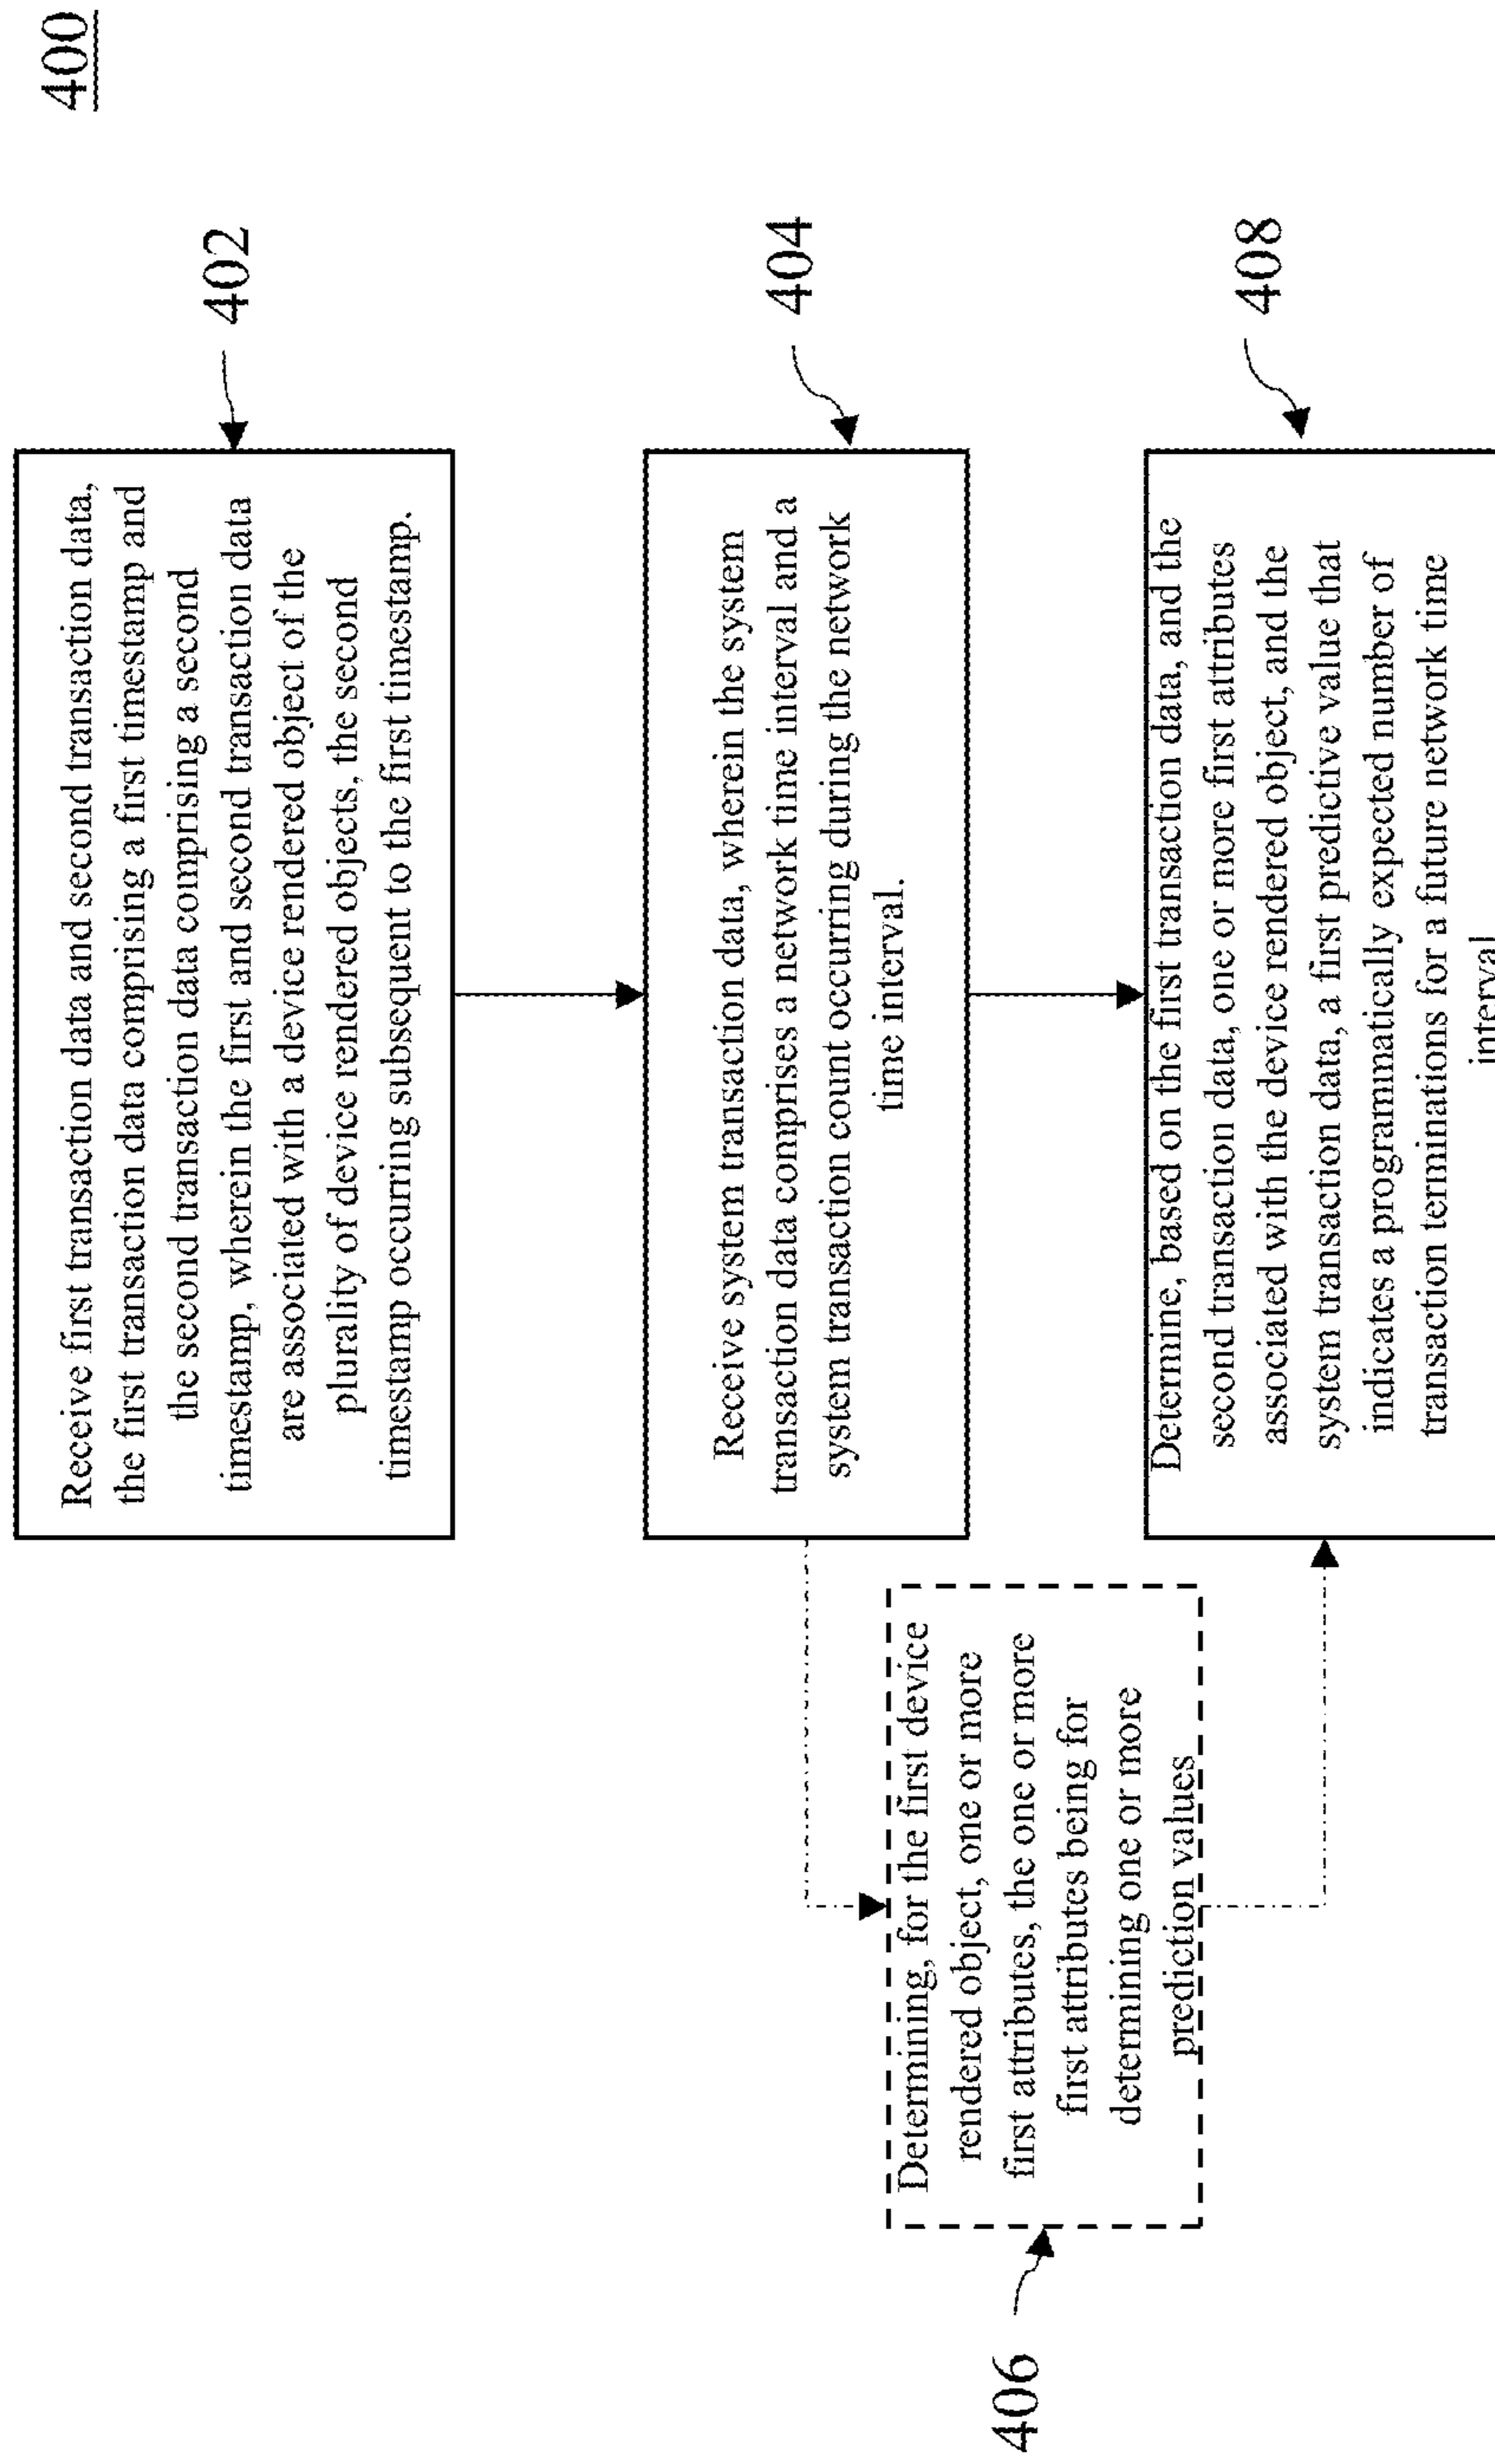 400
Receive first transaction data and second transaction data,
the first transaction data comprising a first timestamp and
the second transaction data comprising a second
timestamp, wherein the first and second transaction data
are associated with a device rendered object of the
plurality of device rendered objects, the second
timestamp occurring subsequent to the first timestamp.
402
Receive system transaction data, wherein the system
transaction data comprises a network time interval and a
system transaction count occurring during the network
time interval.
404
Determining, for the first device
rendered object, one or more
first attributes, the one or more
first attributes being for
determining one or more
prediction values
406
Determine, based on the first transaction data, and the
second transaction data, one or more first attributes
associated with the device rendered object, and the
system transaction data, a first predictive value that
indicates a programmatically expected number of
transaction terminations for a future network time
interval
408